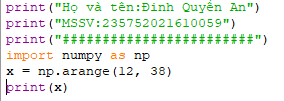 print("Họ và tên:Đinh Quyền An")
print("MSSV:235752021610059")
print("########################")
import numpy as np
x = np.arange(12, 38)
print(x)